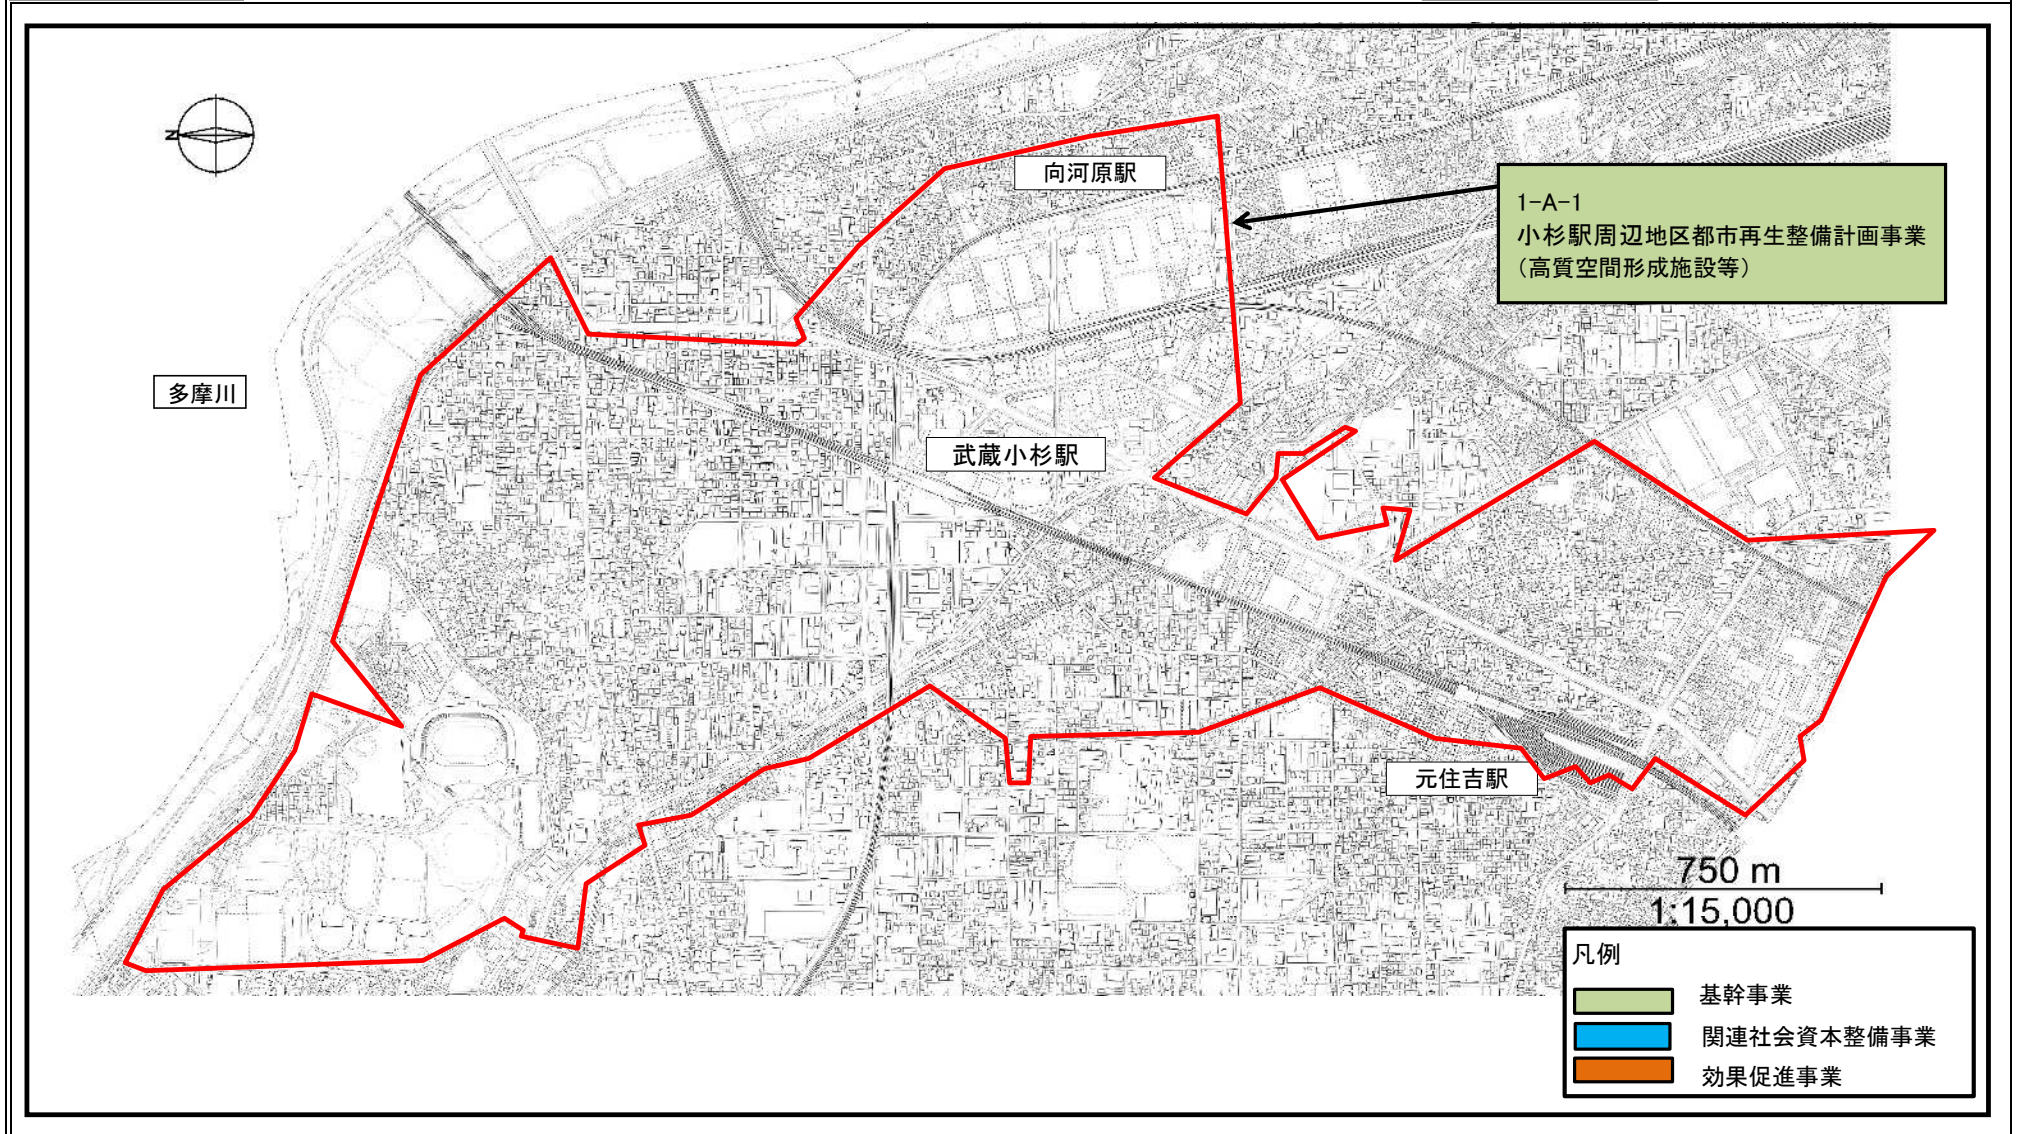 N
向河原駅
1-A-1
小杉駅周辺地区都市再生整備計画事業
（高質空間形成施設等）
多摩川
武蔵小杉駅
元住吉駅
750 m
1:15,000
凡例
基幹事業
関連社会資本整備事業
効果促進事業